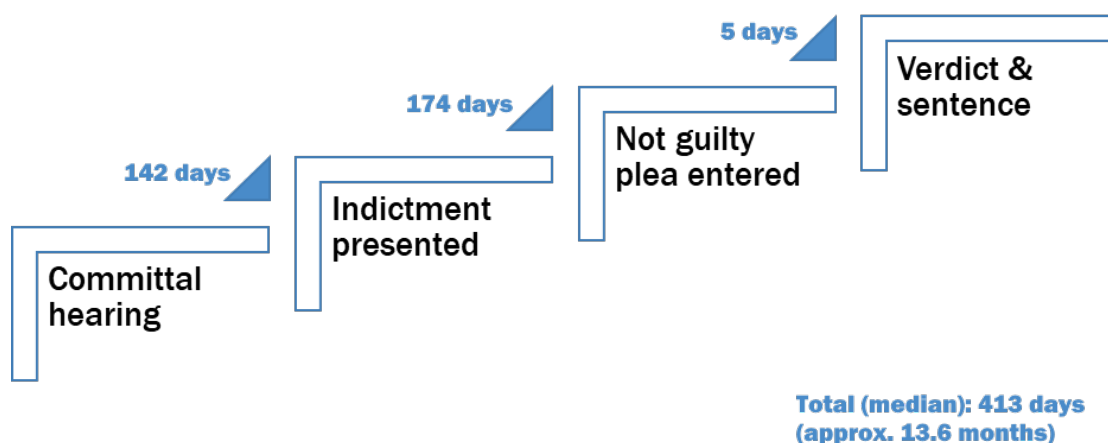 5 days
Verdict &
sentence
174 days
Not guilty
plea entered
142 days
Indictment
presented
Committal
hearing
Total (median): 413 days
(approx. 13.6 months)